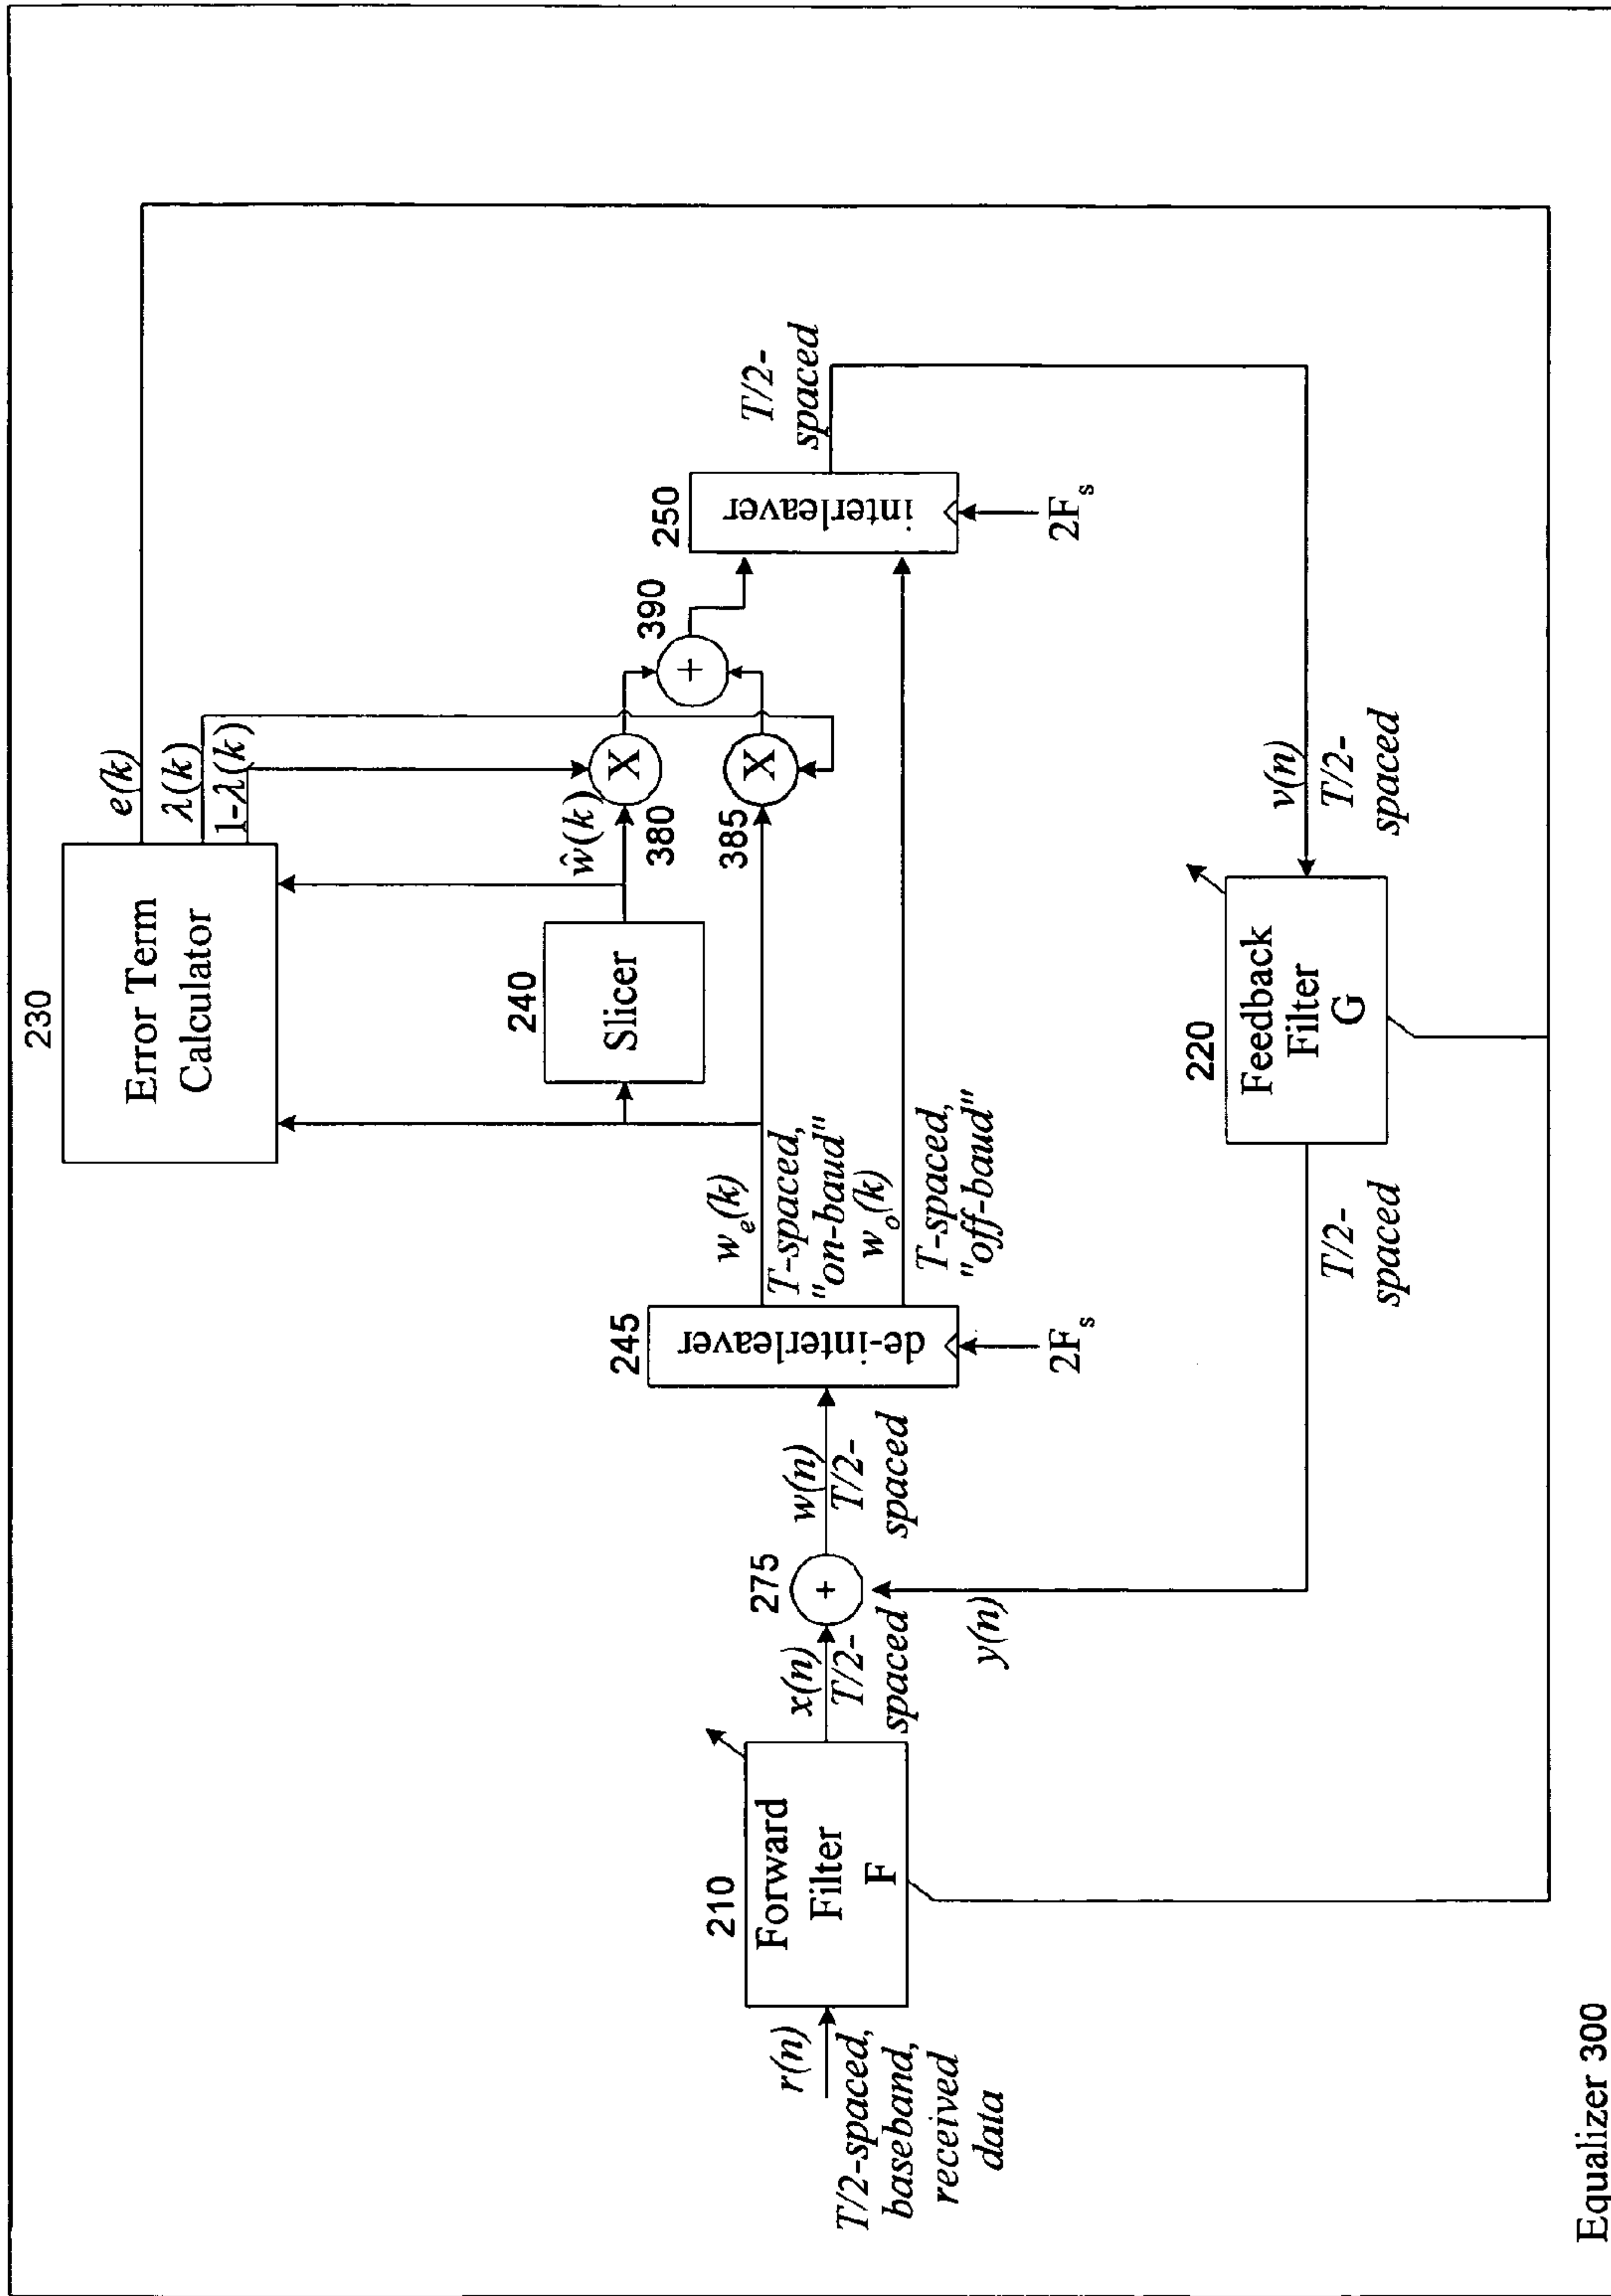 230
Error Term
Calculator
e(k)
λ(k)
1-λ(k)
240
Slicer
ŵ(k)
380
385
390
250
interleaver
2F_s
T/2-
spaced
210
Forward
Filter
F
r(n)
T/2-spaced,
baseband,
received
data
x(n)
T/2-
spaced
275
+
w(n)
T/2-
spaced
y(n)
245
de-interleaver
2F_s
w_e(k)
T-spaced,
"on-baud"
w_o(k)
T-spaced,
"off-baud"
X
X
+
220
Feedback
Filter
G
v(n)
T/2-
spaced
T/2-
spaced
Equalizer 300